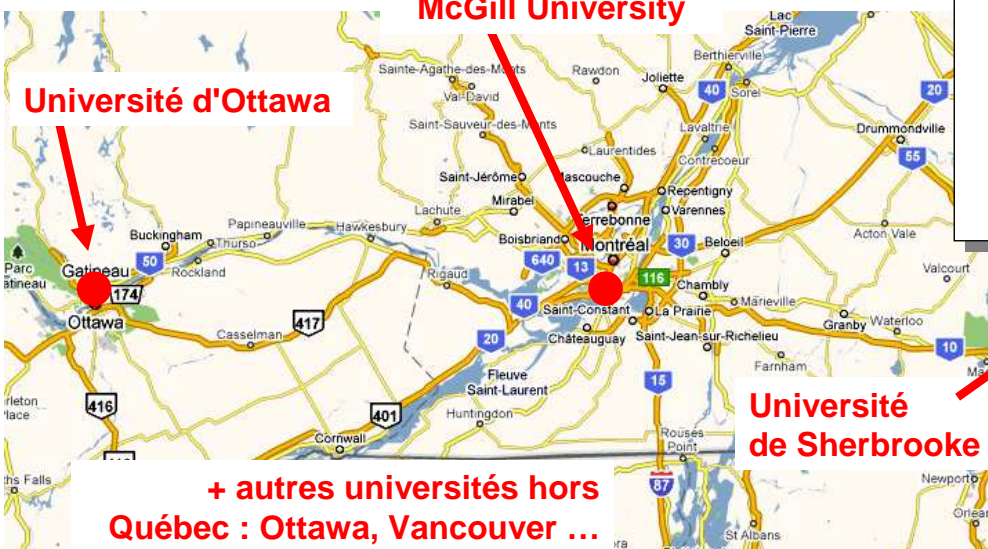 McGill University
Lac
Saint-Pierre
Berthierville
Sainte-Agathe-des-Monts
Rawdon
Joliette
40
Sorel
20
Université d'Ottawa
Val-David
Saint-Sauveur-des-Monts
Lavaltrie
Drummondville
Laurentides
Contrecoeur
55
Saint-Jérôme
Mascouche
Repentigny
Mirabel
Varennes
Lachute
Terrebonne
Papineauville
Hawkesbury
Buckingham
Thurso
Boisbriand
Montréal
30
Beloeil
Acton Vale
Parc
Gatineau
Gatineau
50
Rockland
640
13
Rigaud
116
Chambly
Valcourt
174
40
Saint-Constant
La Prairie
Marieville
Ottawa
Casselman
417
20
Châteauguay
Saint-Jean-sur-Richelieu
Granby
Waterloo
10
Farnham
Fleuve
Saint-Laurent
15
416
401
Huntingdon
Université
de Sherbrooke
Cornwall
Rouses
Point
+ autres universités hors
Québec : Ottawa, Vancouver …
87
Newport
St Albans